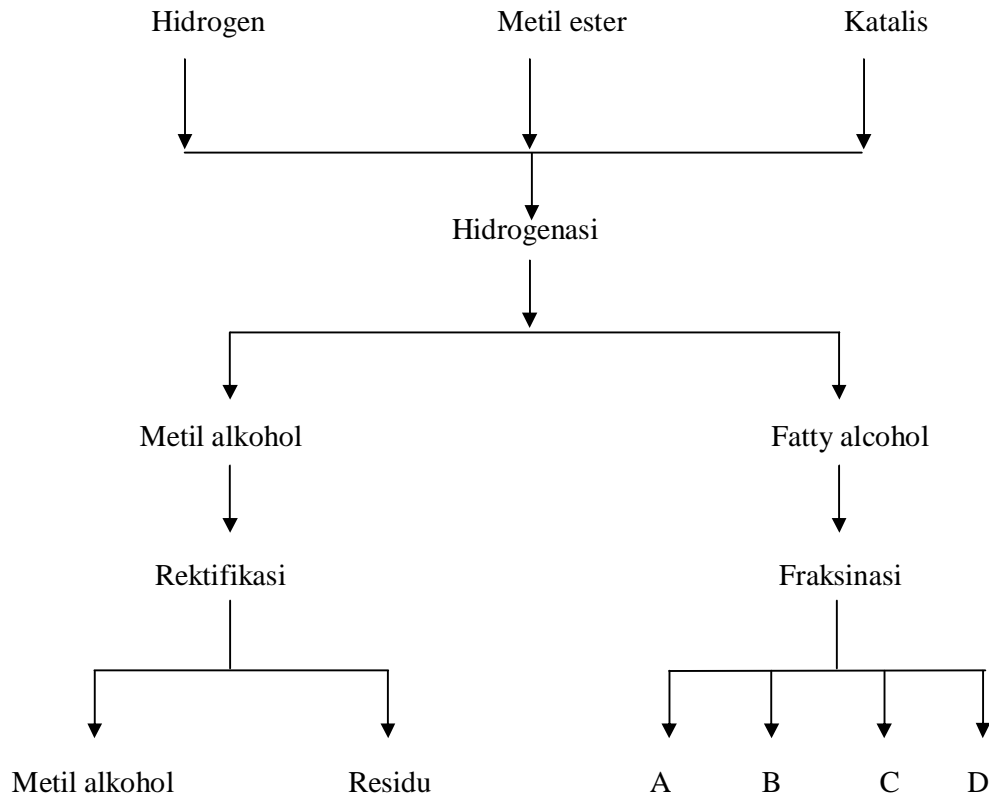 Hidrogen Metil ester Katalis
Hidrogenasi
Metil alkohol Fatty alcohol
Rektifikasi Fraksinasi
Metil alkohol Residu A B C D